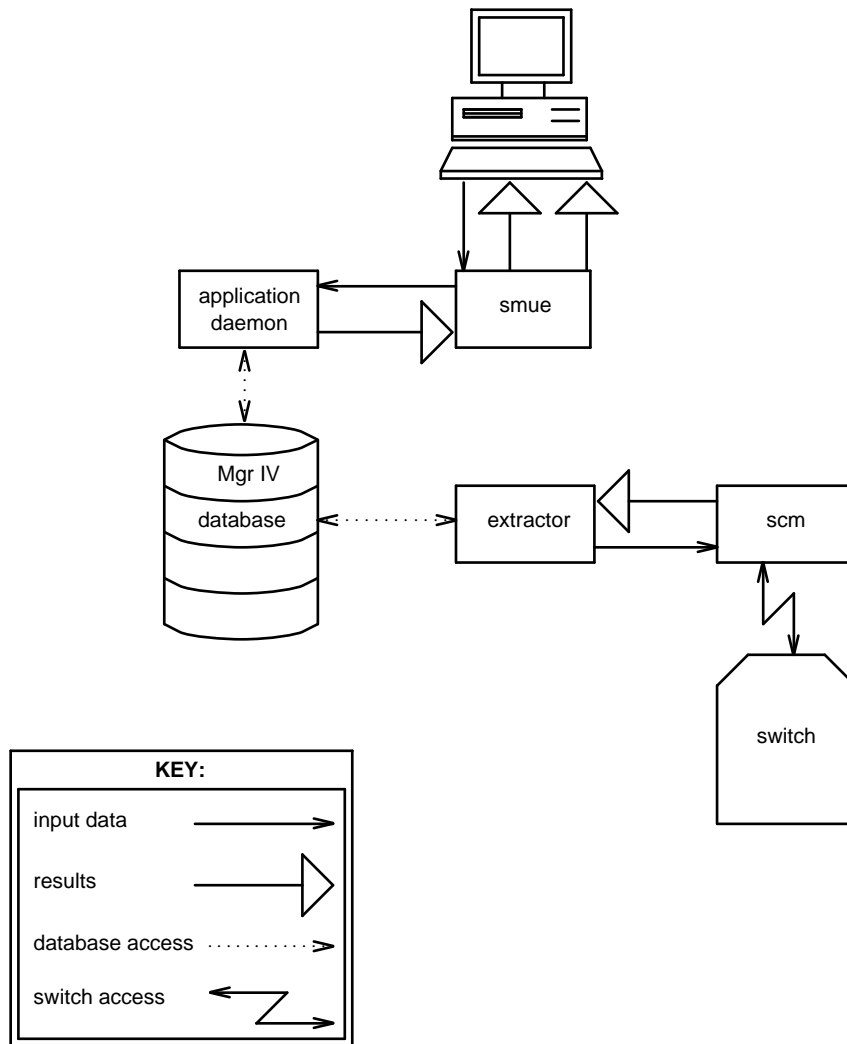 application
daemon
smue
Mgr IV
database
extractor
scm
switch
KEY:
input data
results
database access
switch access